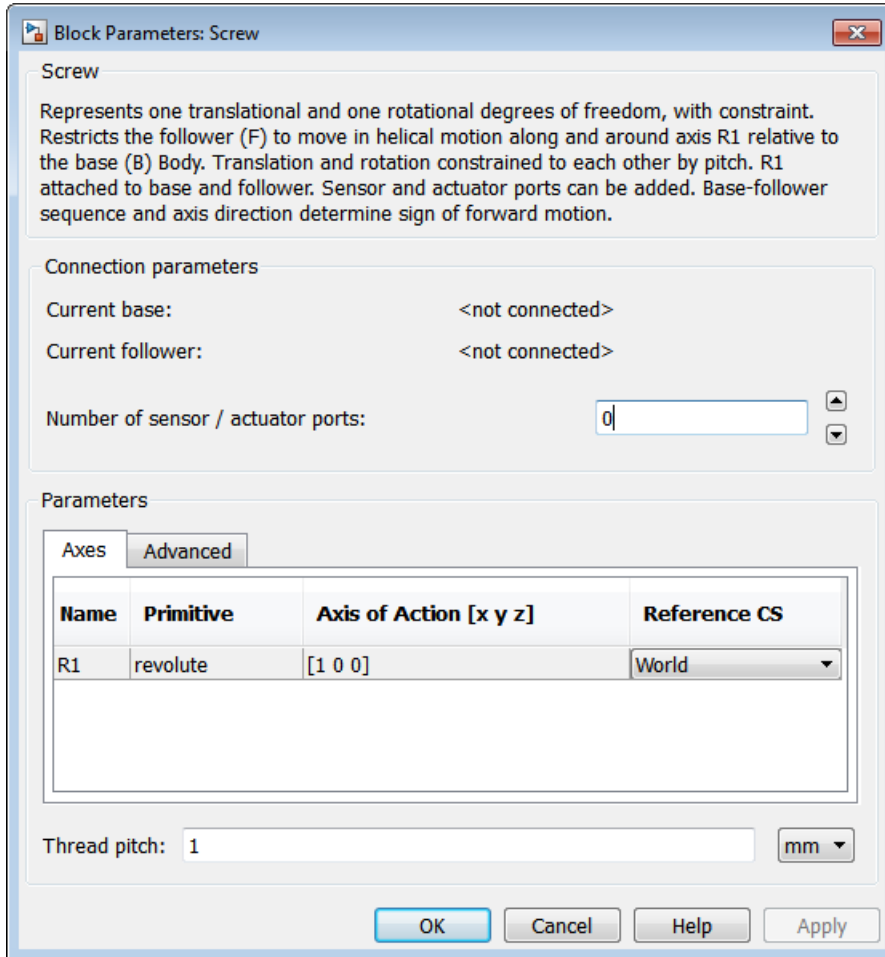 Block Parameters: Screw
Screw
Represents one translational and one rotational degrees of freedom, with constraint.
Restricts the follower (F) to move in helical motion along and around axis R1 relative to
the base (B) Body. Translation and rotation constrained to each other by pitch. R1
attached to base and follower. Sensor and actuator ports can be added. Base-follower
sequence and axis direction determine sign of forward motion.
Connection parameters
Current base: <not connected>
Current follower: <not connected>
Number of sensor / actuator ports: 0
Parameters
Axes Advanced
Name Primitive Axis of Action [x y z] Reference CS
R1 revolute [1 0 0] World
Thread pitch: 1 mm
OK Cancel Help Apply